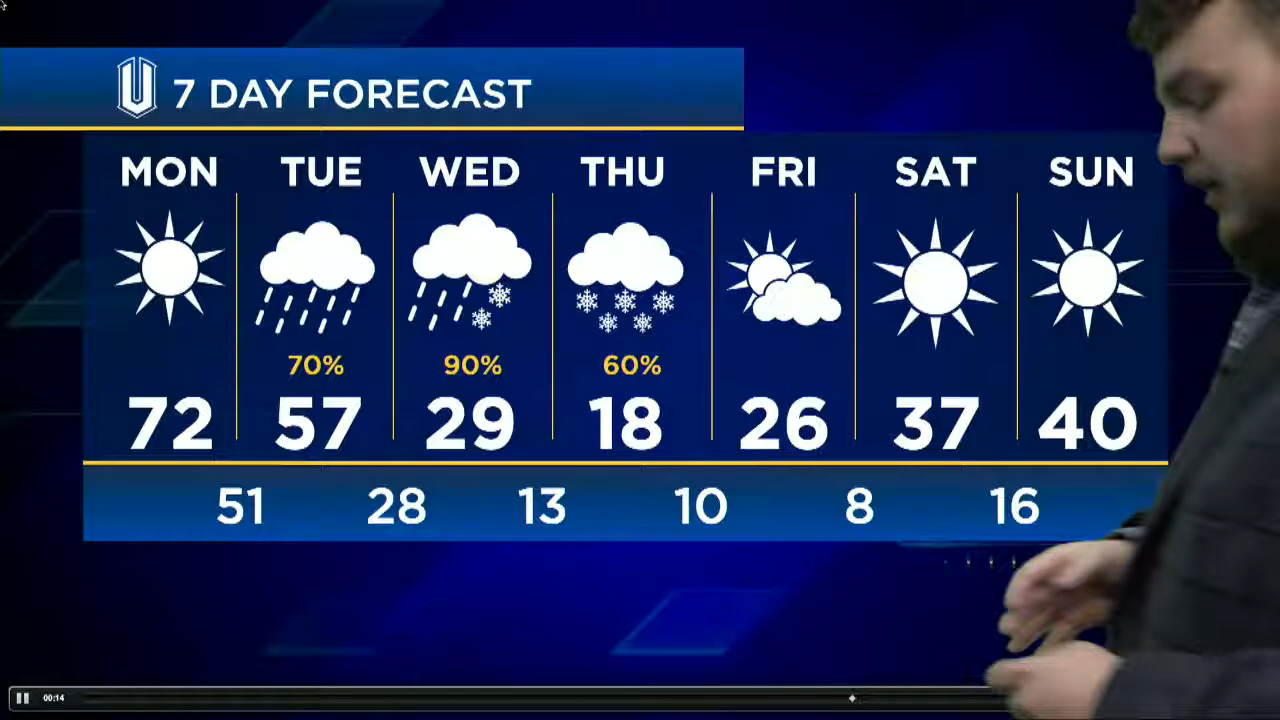 U 7 DAY FORECAST
MON TUE WED THU FRI SAT SUN
70% 90% 60%
72 57 29 18 26 37 40
51 28 13 10 8 16
00:14